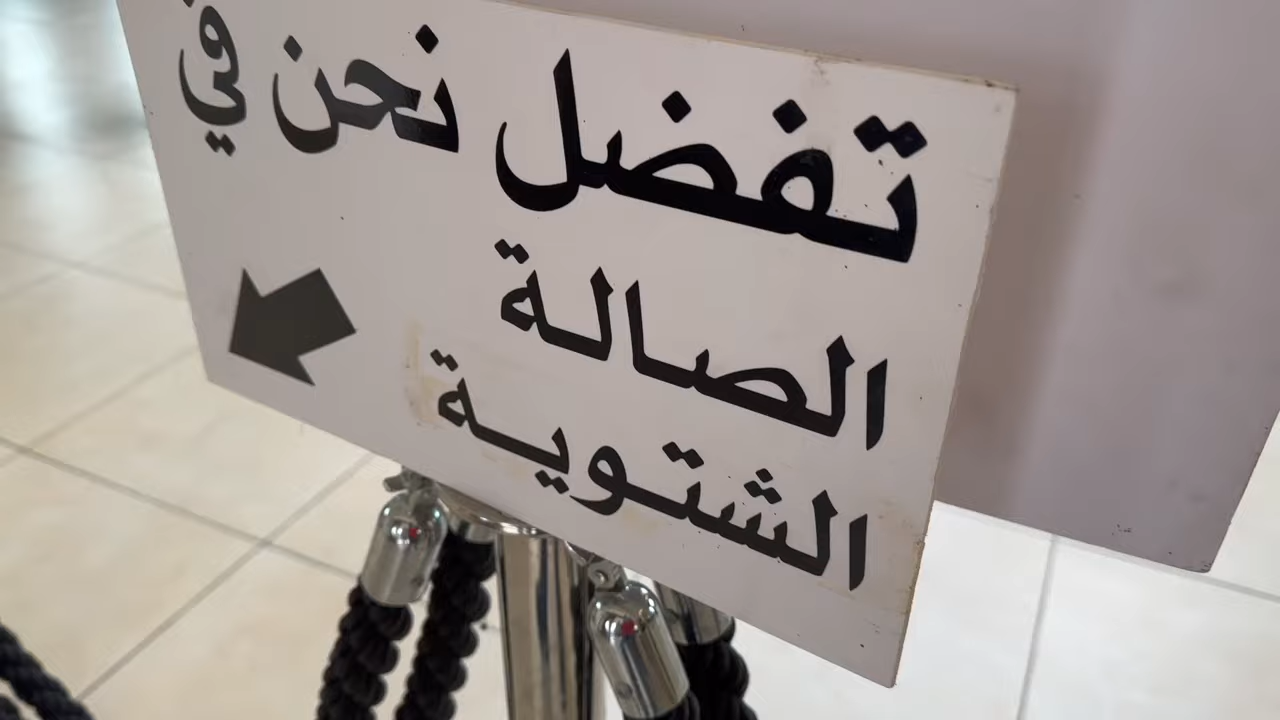 تفضل نحن في
الصالة
الشتوية